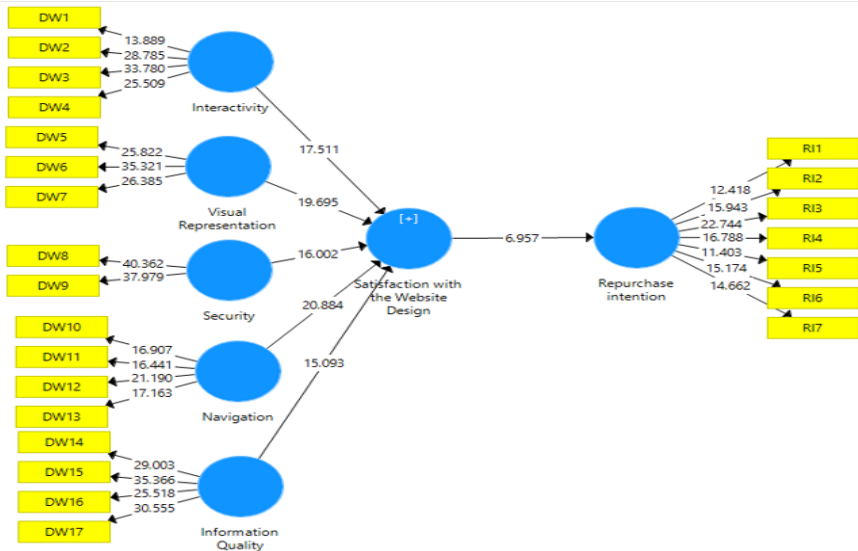 DW1
DW2
DW3
DW4
13.889
28.785
33.780
25.509
Interactivity
17.511
DW5
DW6
DW7
25.822
35.321
26.385
Visual
Representation
19.695
DW8
DW9
40.362
37.979
Security
16.002
DW10
DW11
DW12
DW13
16.907
16.441
21.190
17.163
Navigation
20.884
DW14
DW15
DW16
DW17
29.003
35.366
25.518
30.555
Information
Quality
15.093
[+]
Satisfaction with
the Website
Design
6.957
Repurchase
intention
12.418
15.943
22.744
16.788
11.403
15.174
14.662
RI1
RI2
RI3
RI4
RI5
RI6
RI7